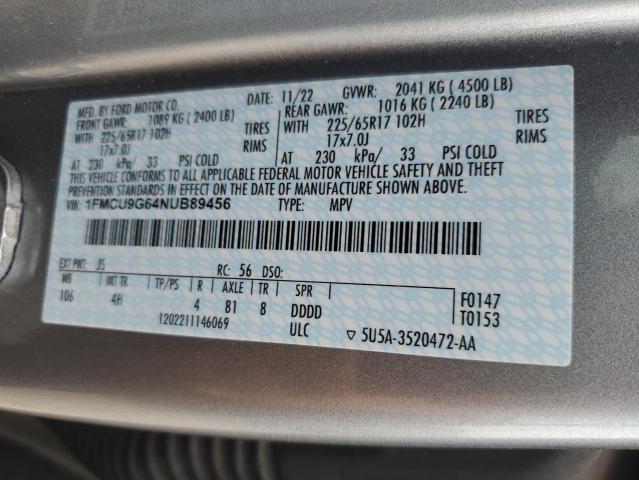 MFD. BY FORD MOTOR CO. DATE: 11/22 GVWR: 2041 KG ( 4500 LB)
FRONT GAWR: 1089 KG ( 2400 LB) REAR GAWR: 1016 KG ( 2240 LB)
WITH 225/65R17 102H TIRES WITH 225/65R17 102H TIRES
17x7.0J RIMS 17x7.0J RIMS
AT 230 kPa/ 33 PSI COLD AT 230 kPa/ 33 PSI COLD
THIS VEHICLE CONFORMS TO ALL APPLICABLE FEDERAL MOTOR VEHICLE SAFETY AND THEFT
PREVENTION STANDARDS IN EFFECT ON THE DATE OF MANUFACTURE SHOWN ABOVE.
VIN: 1FMCU9G64NUB89456 TYPE: MPV
EXT PNT: JS RC: 56 DSO:
WB INT TR TP/PS R AXLE TR SPR F0147
106 4H 4 81 8 DDDD T0153
1202211146069 ULC ▽ 5U5A-3520472-AA